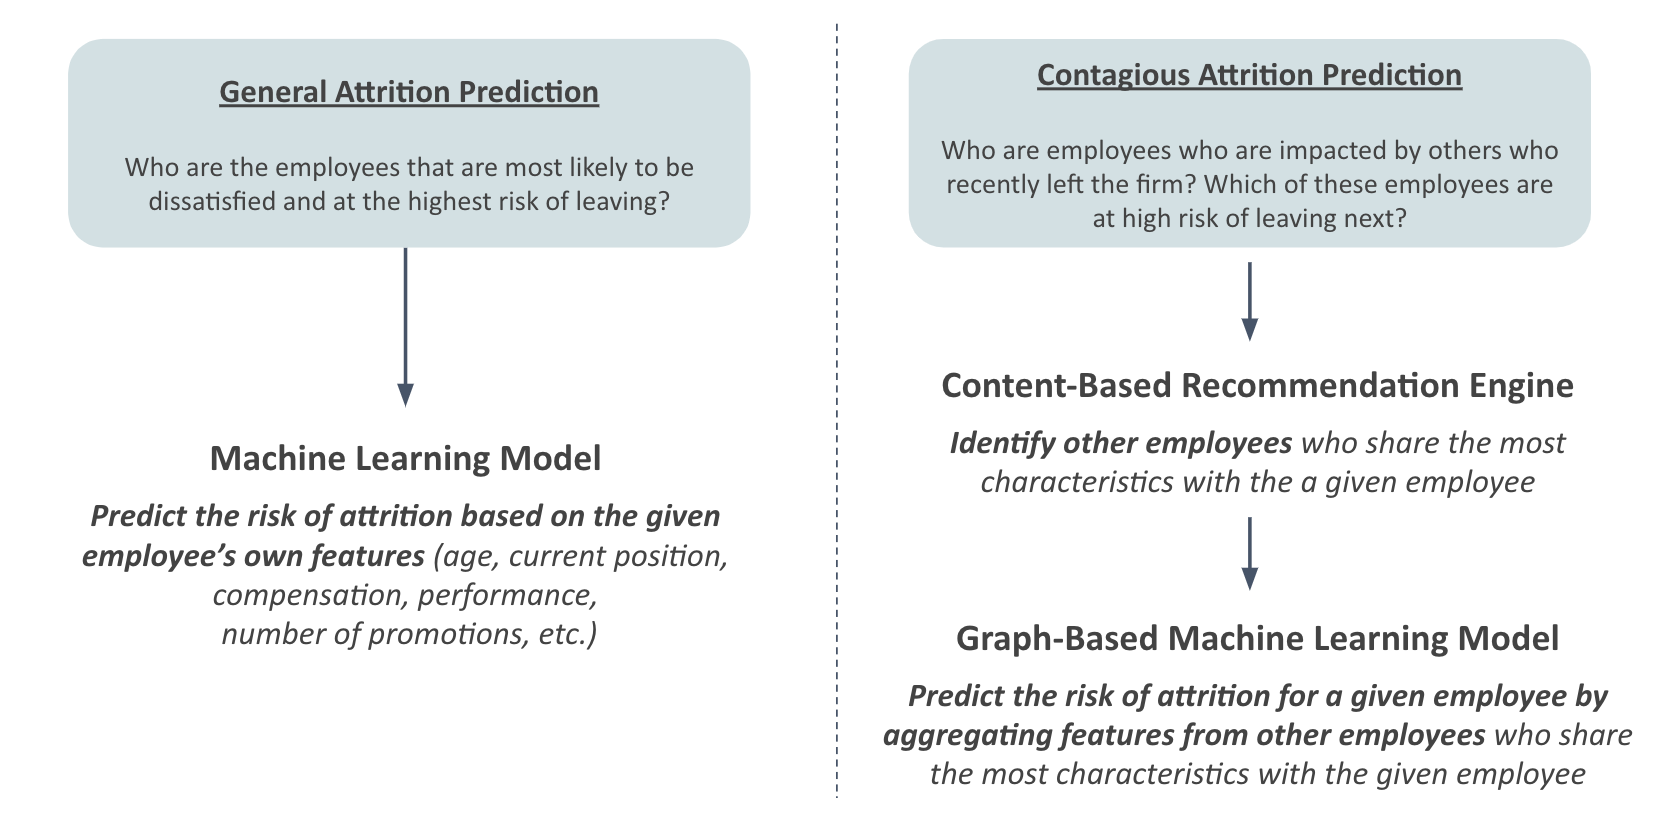 General Attrition Prediction
Who are the employees that are most likely to be
dissatisfied and at the highest risk of leaving?
Machine Learning Model
Predict the risk of attrition based on the given
employee’s own features (age, current position,
compensation, performance,
number of promotions, etc.)
Contagious Attrition Prediction
Who are employees who are impacted by others who
recently left the firm? Which of these employees are
at high risk of leaving next?
Content-Based Recommendation Engine
Identify other employees who share the most
characteristics with the a given employee
Graph-Based Machine Learning Model
Predict the risk of attrition for a given employee by
aggregating features from other employees who share
the most characteristics with the given employee